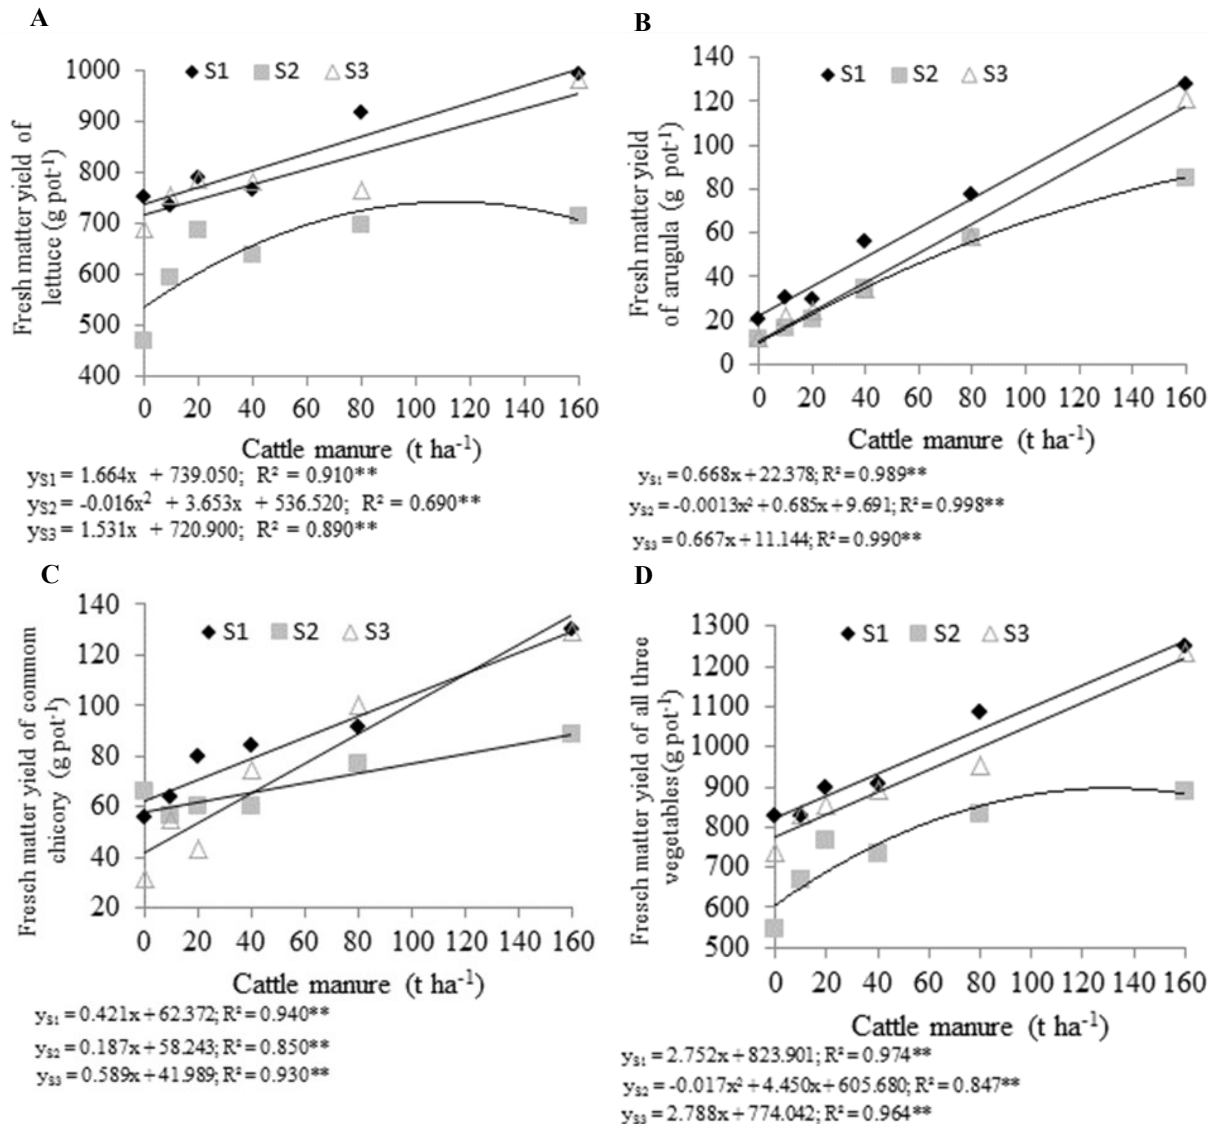 A
Fresh matter yield of
lettuce (g pot⁻¹)
S1 S2 S3
1000
900
800
700
600
500
400
0 20 40 60 80 100 120 140 160
Cattle manure (t ha⁻¹)
yS1 = 1.664x + 739.050; R² = 0.910**
yS2 = -0.016x² + 3.653x + 536.520; R² = 0.690**
yS3 = 1.531x + 720.900; R² = 0.890**
B
Fresh matter yield
of arugula (g pot⁻¹)
S1 S2 S3
140
120
100
80
60
40
20
0
0 20 40 60 80 100 120 140 160
Cattle manure (t ha⁻¹)
yS1 = 0.668x + 22.378; R² = 0.989**
yS2 = -0.0013x² + 0.685x + 9.691; R² = 0.998**
yS3 = 0.667x + 11.144; R² = 0.990**
C
Fresch matter yield of commom
chicory (g pot⁻¹)
S1 S2 S3
140
120
100
80
60
40
20
0 20 40 60 80 100 120 140 160
Cattle manure (t ha⁻¹)
yS1 = 0.421x + 62.372; R² = 0.940**
yS2 = 0.187x + 58.243; R² = 0.850**
yS3 = 0.589x + 41.989; R² = 0.930**
D
Fresch matter yield of all three
vegetables (g pot⁻¹)
S1 S2 S3
1300
1200
1100
1000
900
800
700
600
500
0 20 40 60 80 100 120 140 160
Cattle manure (t ha⁻¹)
yS1 = 2.752x + 823.901; R² = 0.974**
yS2 = -0.017x² + 4.450x + 605.680; R² = 0.847**
yS3 = 2.788x + 774.042; R² = 0.964**